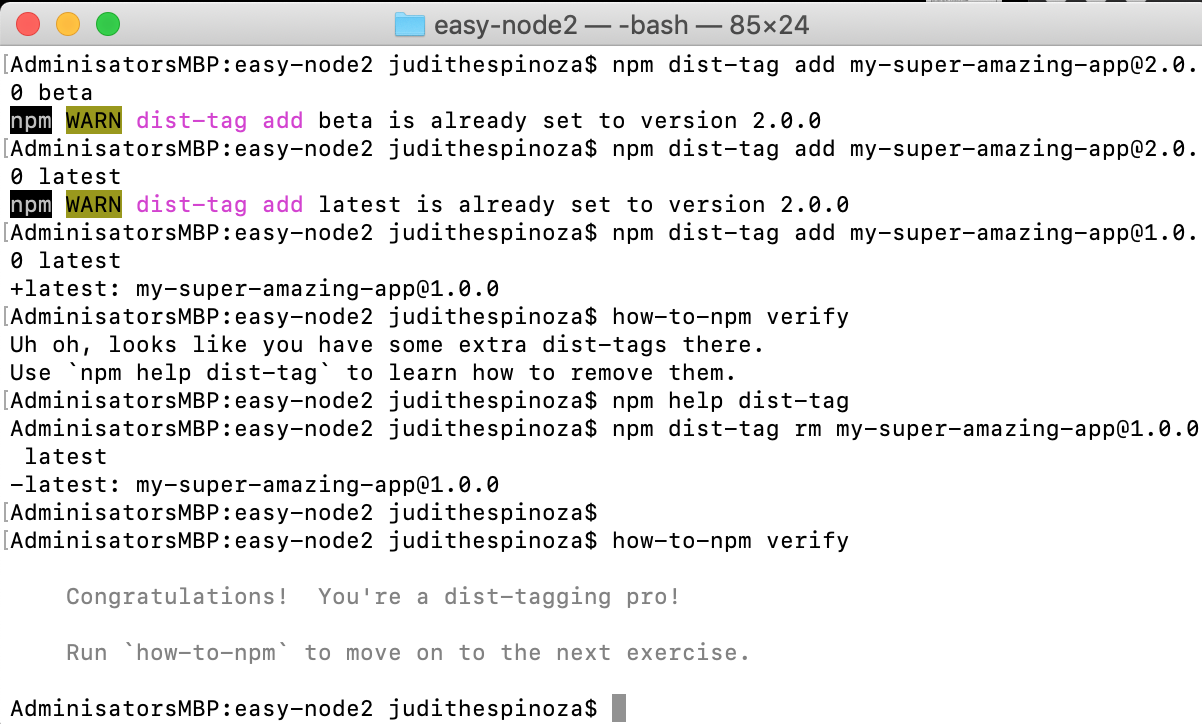 easy-node2 — -bash — 85×24
[AdminisatorsMBP:easy-node2 judithespinoza$ npm dist-tag add my-super-amazing-app@2.0.
0 beta
npm WARN dist-tag add beta is already set to version 2.0.0
[AdminisatorsMBP:easy-node2 judithespinoza$ npm dist-tag add my-super-amazing-app@2.0.
0 latest
npm WARN dist-tag add latest is already set to version 2.0.0
[AdminisatorsMBP:easy-node2 judithespinoza$ npm dist-tag add my-super-amazing-app@1.0.
0 latest
+latest: my-super-amazing-app@1.0.0
[AdminisatorsMBP:easy-node2 judithespinoza$ how-to-npm verify
Uh oh, looks like you have some extra dist-tags there.
Use `npm help dist-tag` to learn how to remove them.
[AdminisatorsMBP:easy-node2 judithespinoza$ npm help dist-tag
AdminisatorsMBP:easy-node2 judithespinoza$ npm dist-tag rm my-super-amazing-app@1.0.0
latest
-latest: my-super-amazing-app@1.0.0
[AdminisatorsMBP:easy-node2 judithespinoza$
[AdminisatorsMBP:easy-node2 judithespinoza$ how-to-npm verify
Congratulations!  You're a dist-tagging pro!
Run `how-to-npm` to move on to the next exercise.
AdminisatorsMBP:easy-node2 judithespinoza$